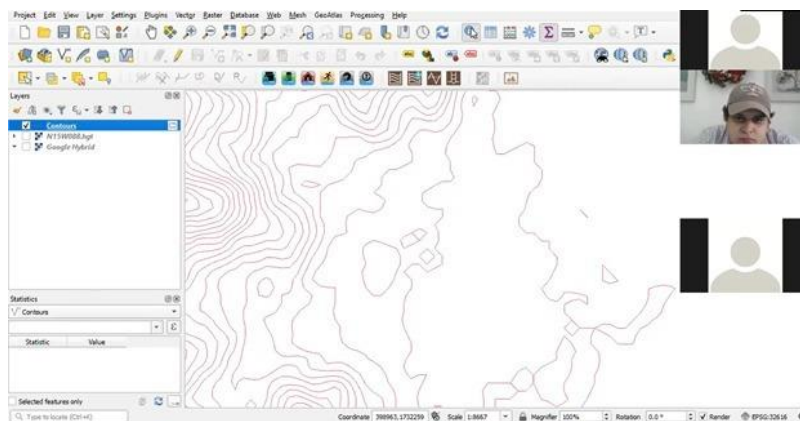 Project Edit View Layer Settings Plugins Vector Raster Database Web Mesh GeoAtlas Processing Help
Layers
Contours
N15W088.hgt
Google Hybrid
Statistics
Contours
Statistic Value
Selected features only
Type to locate (Ctrl+K)
Coordinate 398963,1732259 Scale 1:8667 Magnifier 100% Rotation 0.0 ° Render EPSG:32616